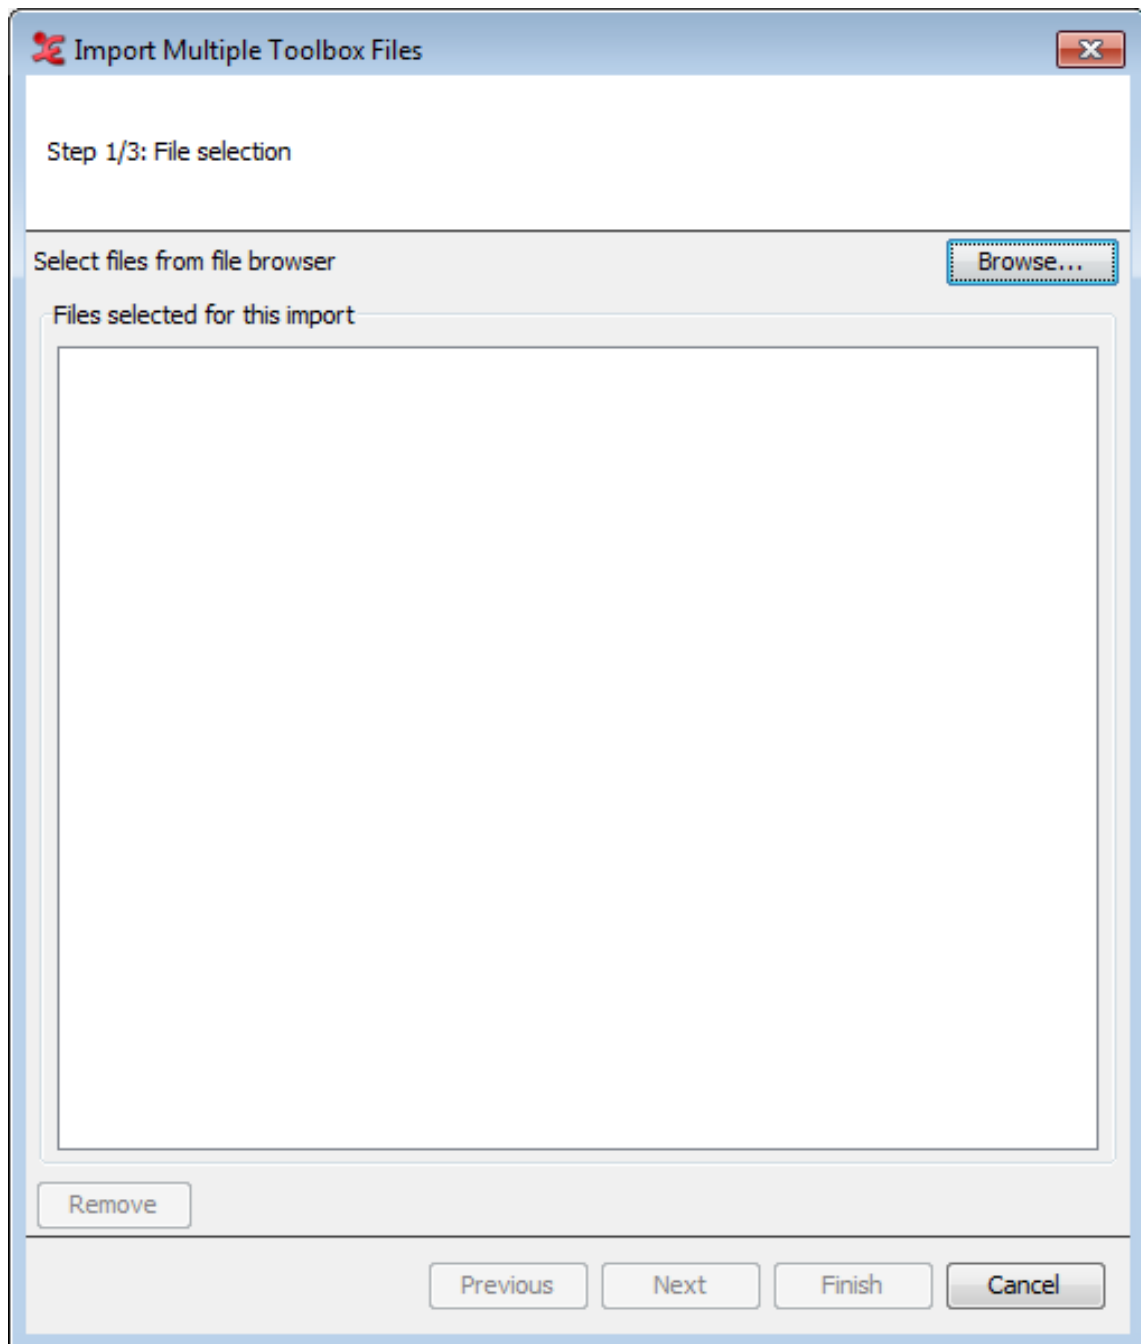 Import Multiple Toolbox Files
Step 1/3: File selection
Select files from file browser
Browse...
Files selected for this import
Remove
Previous
Next
Finish
Cancel